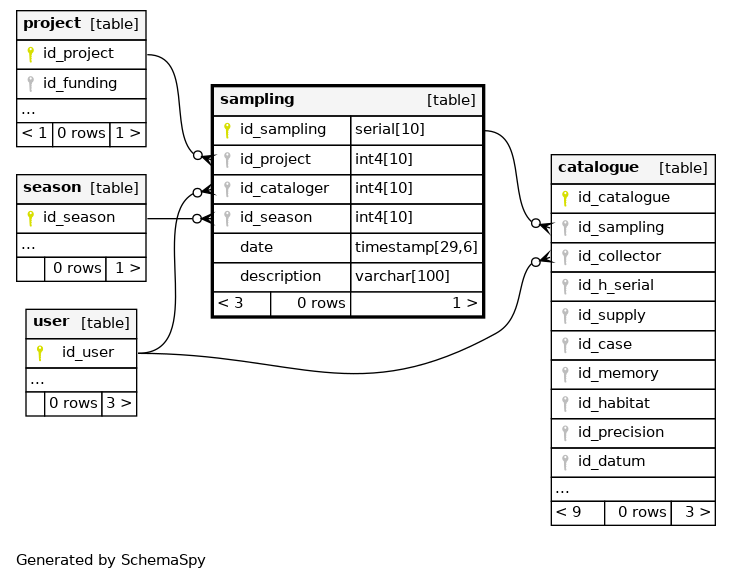 project [table]
id_project
id_funding
...
< 1 0 rows 1 >
season [table]
id_season
...
0 rows 1 >
user [table]
id_user
...
0 rows 3 >
sampling [table]
id_sampling serial[10]
id_project int4[10]
id_cataloger int4[10]
id_season int4[10]
date timestamp[29,6]
description varchar[100]
< 3 0 rows 1 >
catalogue [table]
id_catalogue
id_sampling
id_collector
id_h_serial
id_supply
id_case
id_memory
id_habitat
id_precision
id_datum
...
< 9 0 rows 3 >
Generated by SchemaSpy